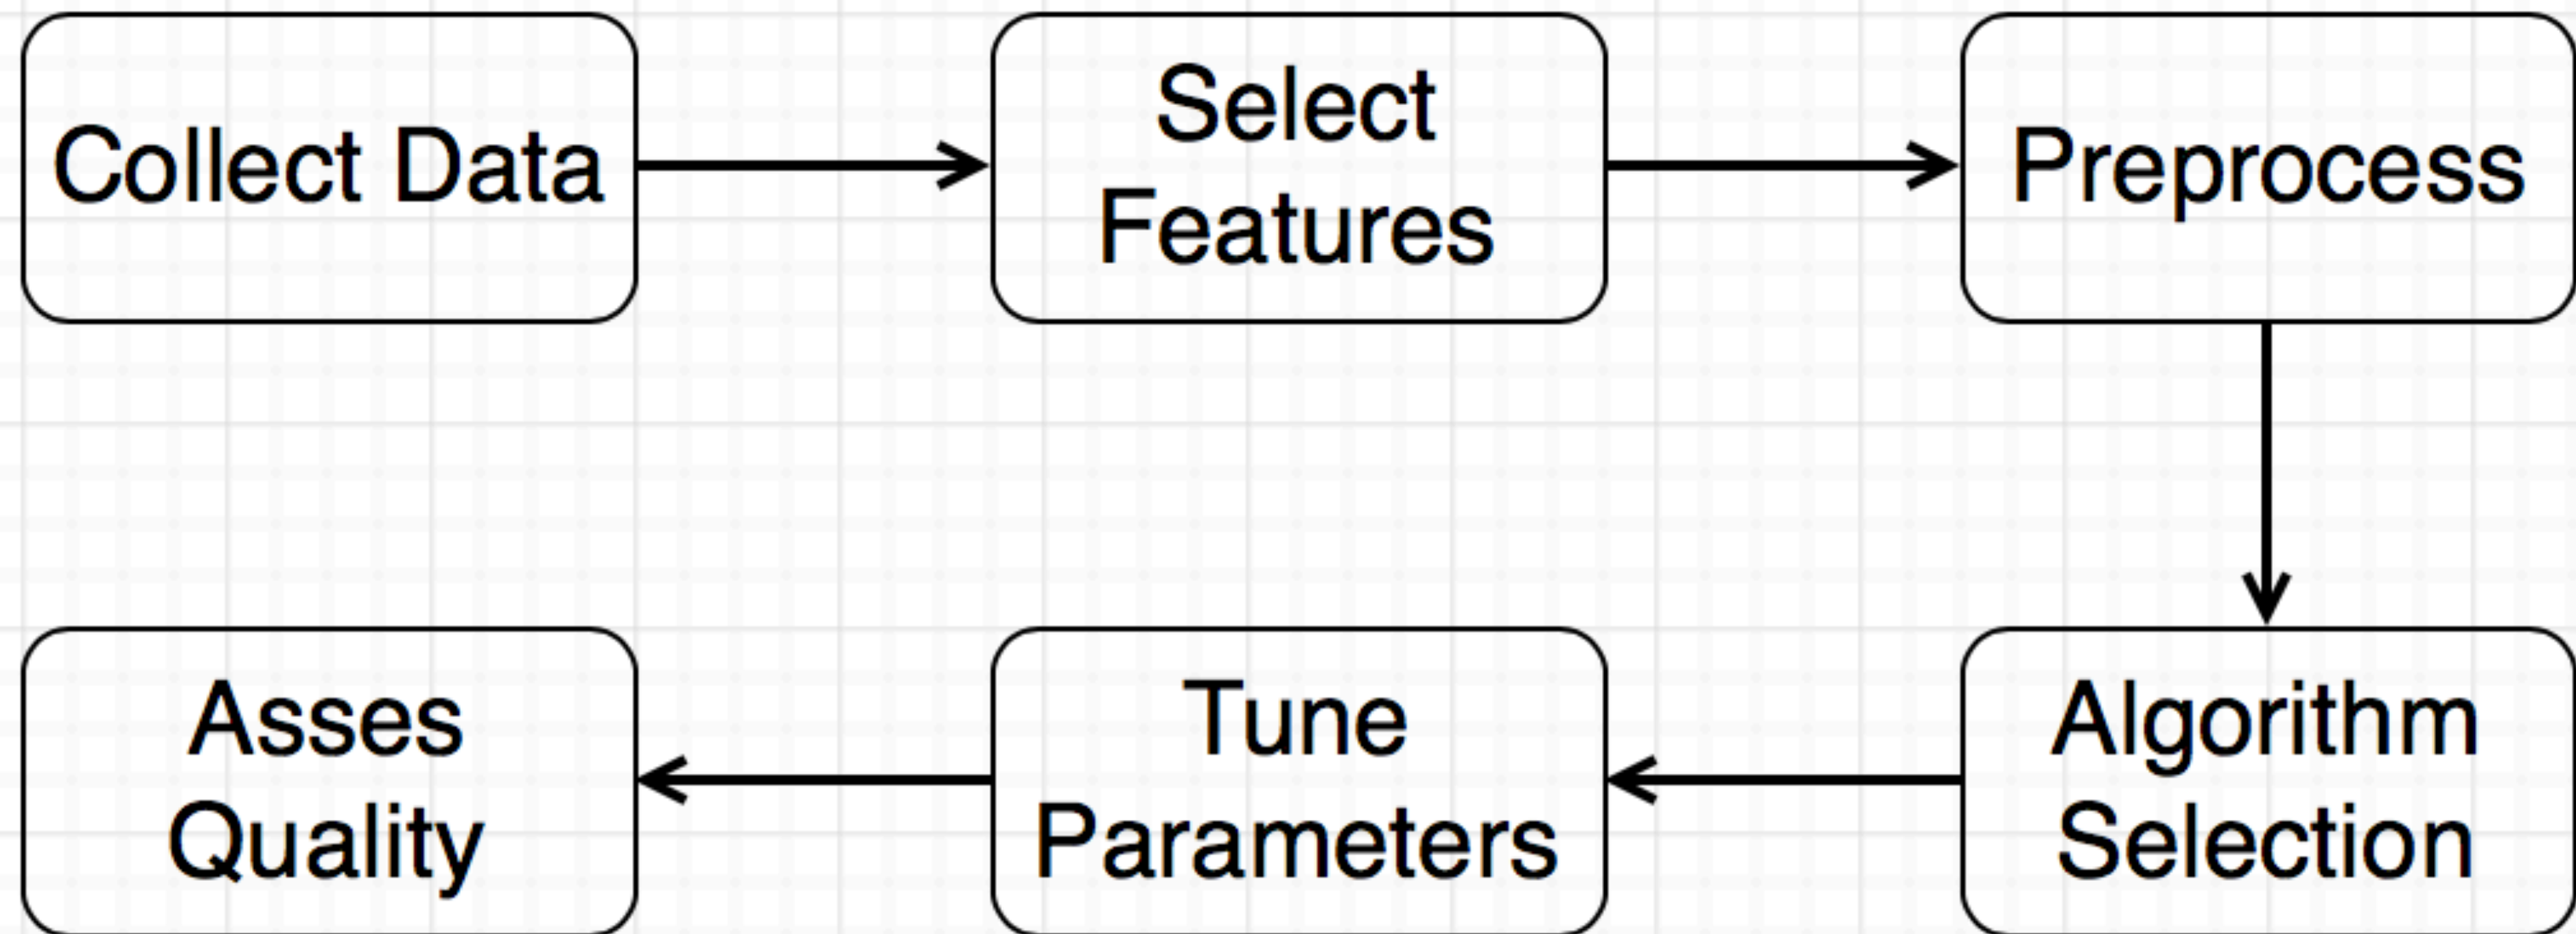 Collect Data
Select
Features
Preprocess
Algorithm
Selection
Tune
Parameters
Asses
Quality